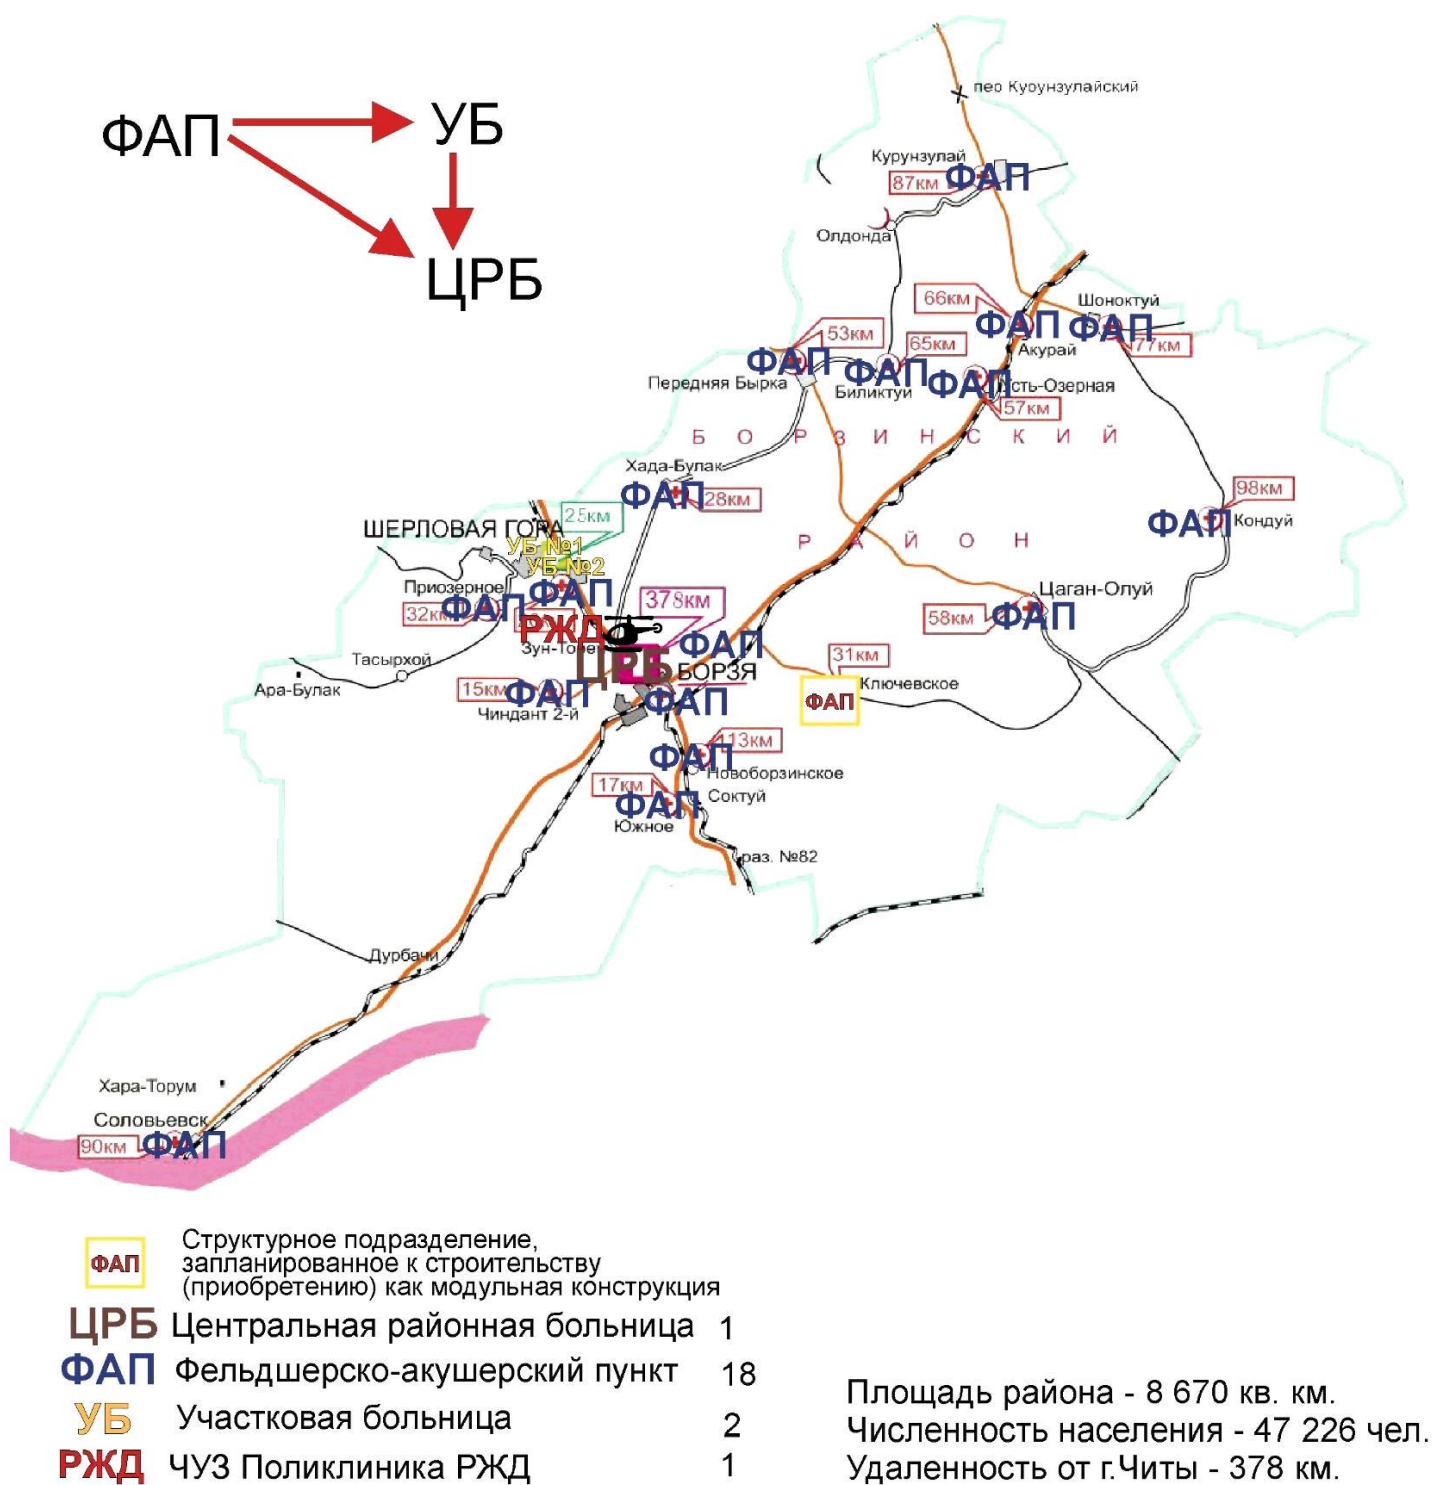 ФАП
УБ
ЦРБ
пер Курунзулайский
Курунзулай
87км
ФАП
Олдонда
66км
Шоноктуй
ФАП
ФАП
Акурай
77км
53км
65км
ФАП
ФАП
ФАП
Передняя Бырка
Биликтуй
Усть-Озерная
57км
БОРЗИНСКИЙ
Хада-Булак
ФАП
28км
98км
ФАП
Кондуй
ШЕРЛОВАЯ ГОРА
25км
УБ №1
УБ №2
РАЙОН
Приозерное
ФАП
ФАП
32км
РЖД
378км
Цаган-Олуй
58км
ФАП
Зун-Торей
ЦРБ
ФАП
БОРЗЯ
31км
Ключевское
ФАП
Тасырхой
Ара-Булак
15км
ФАП
Чиндант 2-й
ФАП
113км
ФАП
Новоборзинское
17км
ФАП
Соктуй
Южное
раз. №82
Дурбачи
Хара-Торум
Соловьевск
90км
ФАП
ФАП
Структурное подразделение,
запланированное к строительству
(приобретению) как модульная конструкция
ЦРБ Центральная районная больница 1
ФАП Фельдшерско-акушерский пункт 18
УБ Участковая больница 2
РЖД ЧУЗ Поликлиника РЖД 1
Площадь района - 8 670 кв. км.
Численность населения - 47 226 чел.
Удаленность от г.Читы - 378 км.